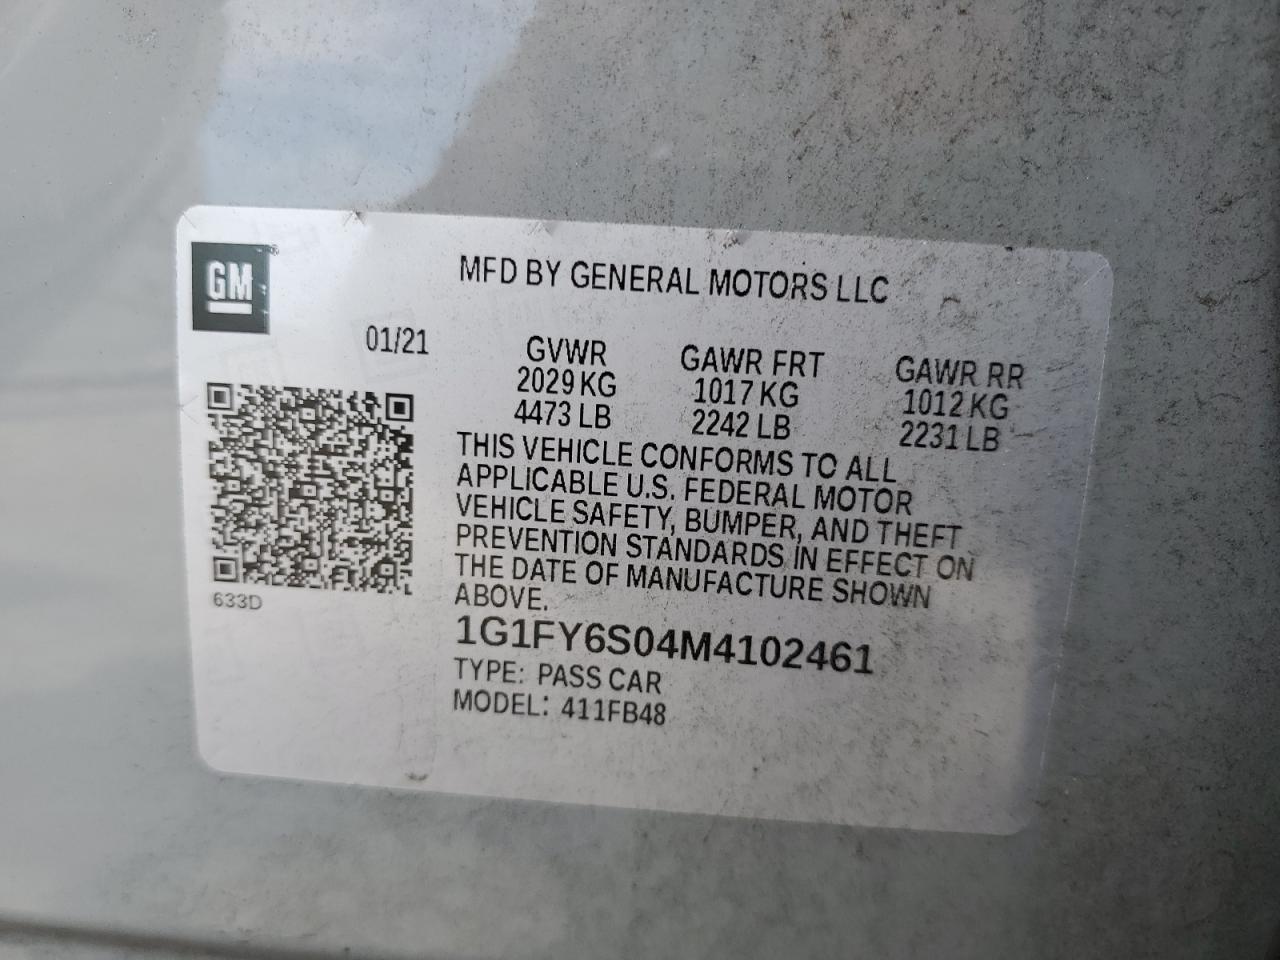 GM
MFD BY GENERAL MOTORS LLC
01/21
GVWR GAWR FRT GAWR RR
2029 KG 1017 KG 1012 KG
4473 LB 2242 LB 2231 LB
THIS VEHICLE CONFORMS TO ALL
APPLICABLE U.S. FEDERAL MOTOR
VEHICLE SAFETY, BUMPER, AND THEFT
PREVENTION STANDARDS IN EFFECT ON
THE DATE OF MANUFACTURE SHOWN
ABOVE.
633D
1G1FY6S04M4102461
TYPE: PASS CAR
MODEL: 411FB48